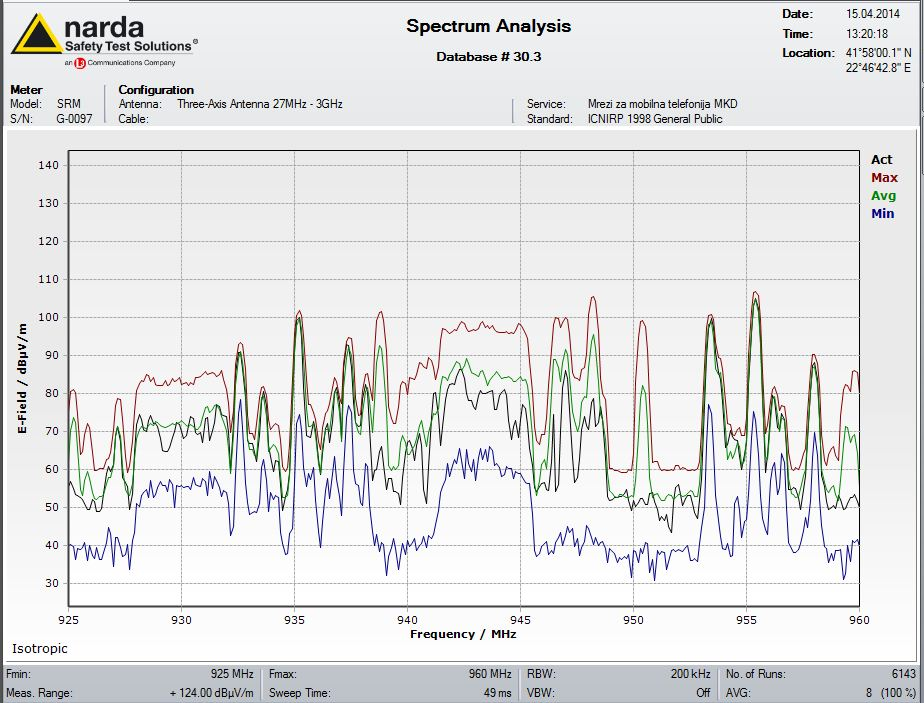 narda
Safety Test Solutions®
an L3 Communications Company
Spectrum Analysis
Database # 30.3
Date: 15.04.2014
Time: 13:20:18
Location: 41°58'00.1" N
22°46'42.8" E
Meter
Model: SRM
S/N: G-0097
Configuration
Antenna: Three-Axis Antenna 27MHz - 3GHz
Cable:
Service: Mrezi za mobilna telefonija MKD
Standard: ICNIRP 1998 General Public
Act
Max
Avg
Min
E-Field / dBµV/m
140
130
120
110
100
90
80
70
60
50
40
30
925 930 935 940 945 950 955 960
Frequency / MHz
Isotropic
Fmin: 925 MHz Fmax: 960 MHz RBW: 200 kHz No. of Runs: 6143
Meas. Range: + 124.00 dBµV/m Sweep Time: 49 ms VBW: Off AVG: 8 (100 %)